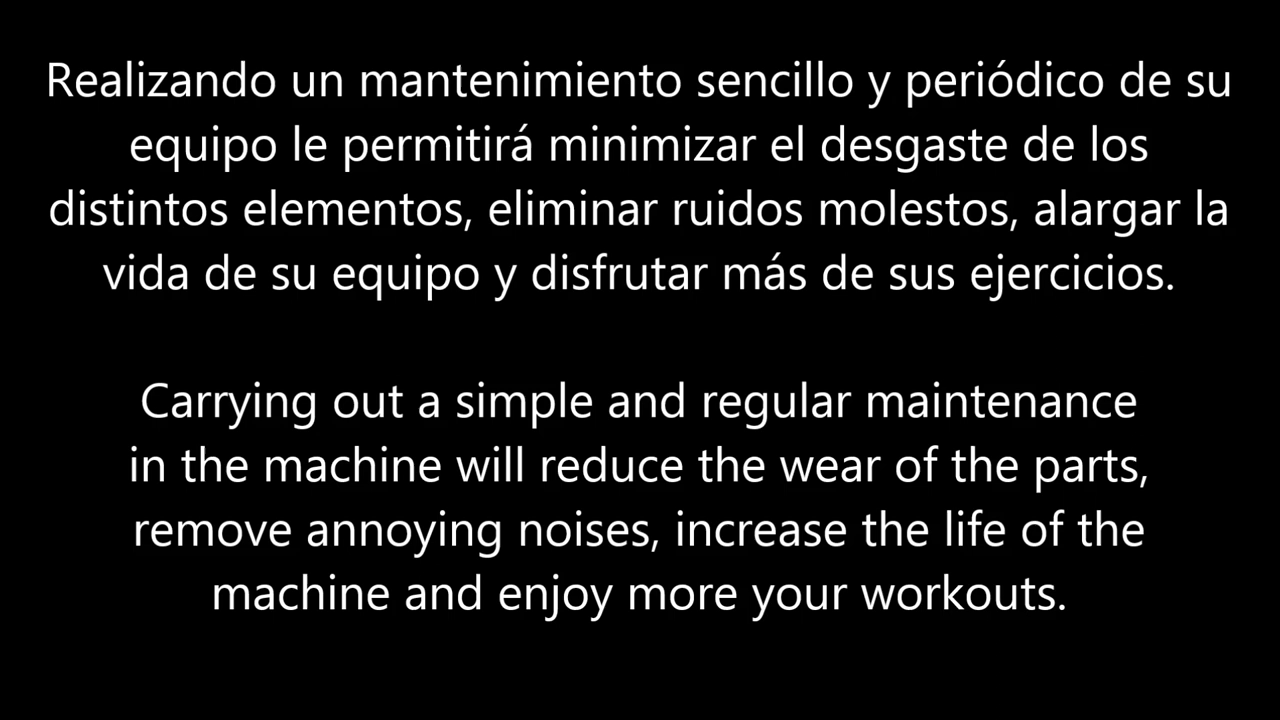 Realizando un mantenimiento sencillo y periódico de su
equipo le permitirá minimizar el desgaste de los
distintos elementos, eliminar ruidos molestos, alargar la
vida de su equipo y disfrutar más de sus ejercicios.
Carrying out a simple and regular maintenance
in the machine will reduce the wear of the parts,
remove annoying noises, increase the life of the
machine and enjoy more your workouts.